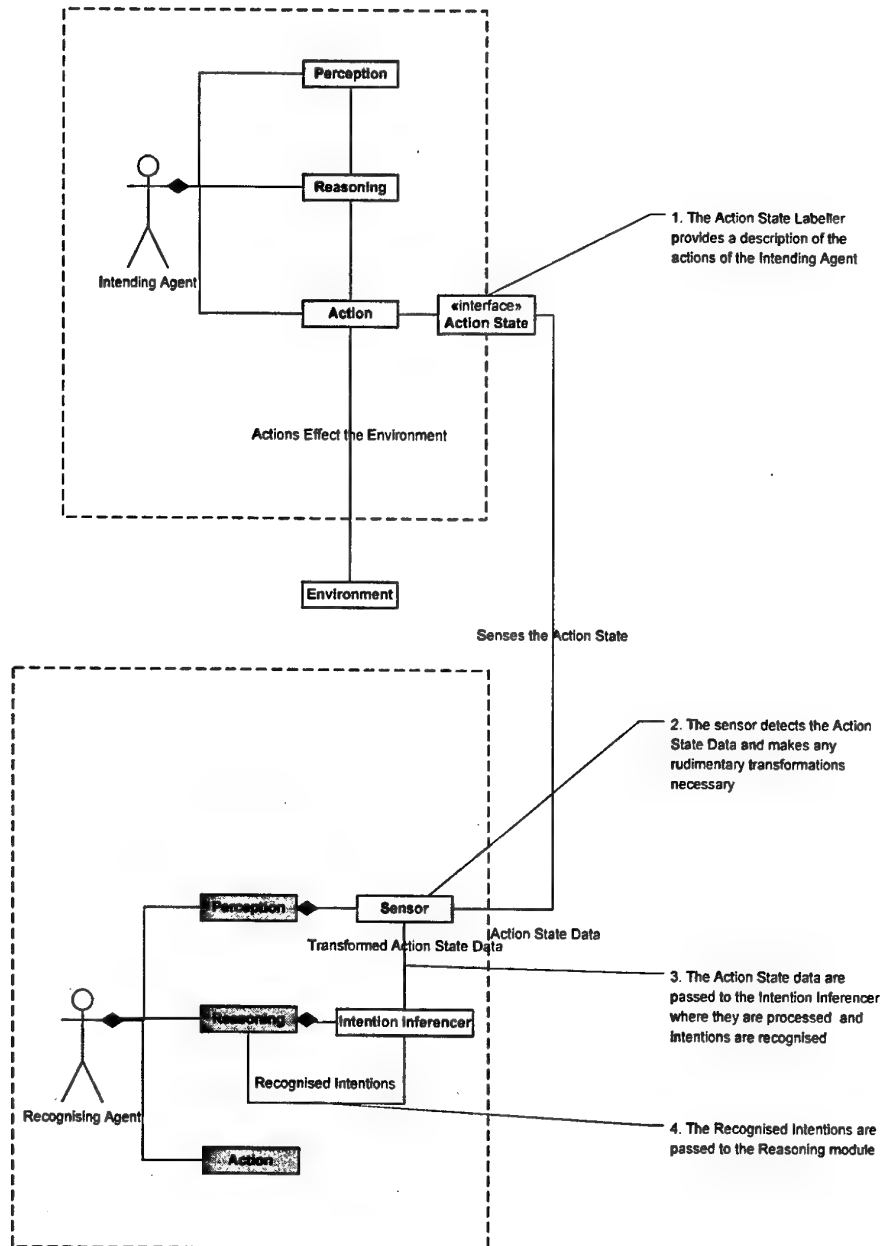 Perception
Reasoning
1. The Action State Labeller
provides a description of the
actions of the Intending Agent
Intending Agent
Action
«interface»
Action State
Actions Effect the Environment
Environment
Senses the Action State
2. The sensor detects the Action
State Data and makes any
rudimentary transformations
necessary
Perception
Sensor
Action State Data
Transformed Action State Data
3. The Action State data are
passed to the Intention Inferencer
where they are processed and
Intentions are recognised
Reasoning
Intention Inferencer
Recognised Intentions
Recognising Agent
4. The Recognised Intentions are
passed to the Reasoning module
Action